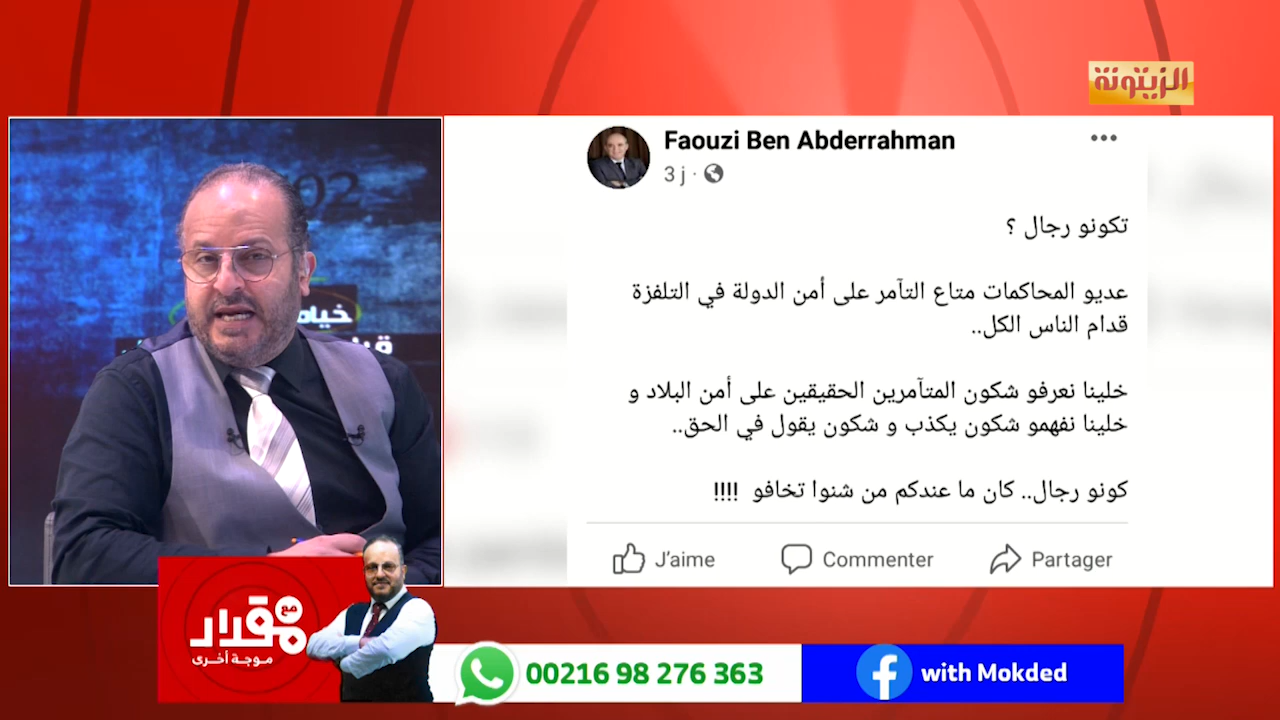 الزيتونة
Faouzi Ben Abderrahman
3 j ·
تكونو رجال ؟
عديو المحاكمات متاع التآمر على أمن الدولة في التلفزة
قدام الناس الكل..
خلينا نعرفو شكون المتآمرين الحقيقين على أمن البلاد و
خلينا نفهمو شكون يكذب و شكون يقول في الحق..
كونو رجال.. كان ما عندكم من شنوا تخافو !!!!
J’aime
Commenter
Partager
مع مقداد
موجة أخرى
00216 98 276 363
with Mokded